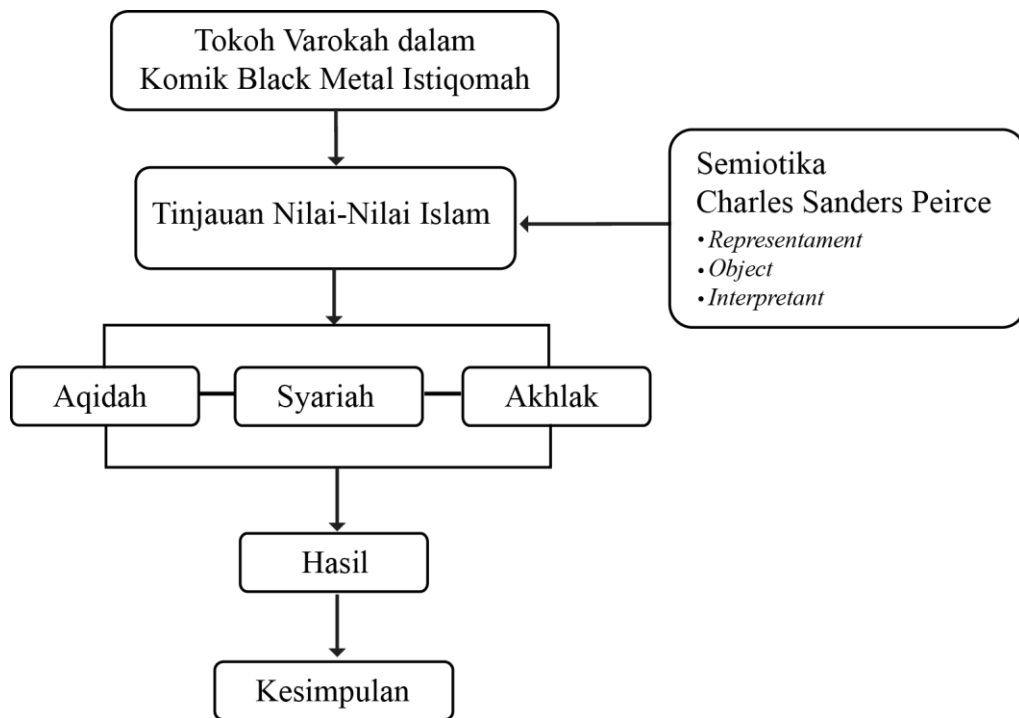 Tokoh Varokah dalam
Komik Black Metal Istiqomah
Tinjauan Nilai-Nilai Islam
Semiotika
Charles Sanders Peirce
• Representament
• Object
• Interpretant
Aqidah
Syariah
Akhlak
Hasil
Kesimpulan